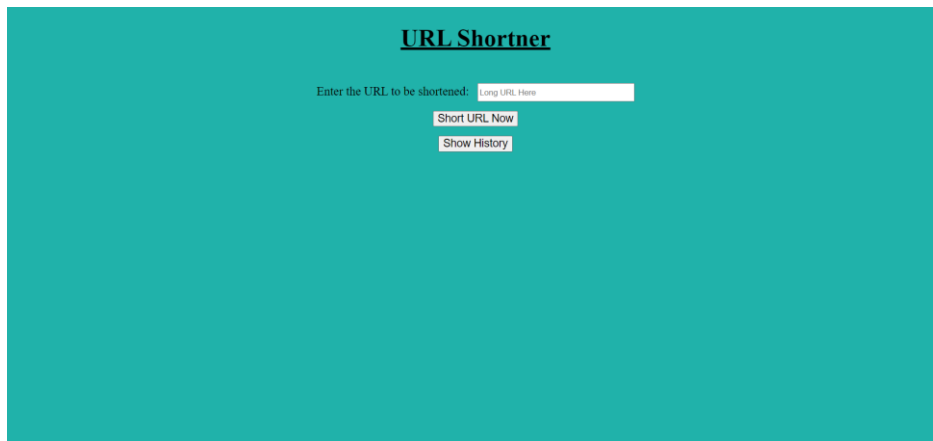 URL Shortner
Enter the URL to be shortened: Long URL Here
Short URL Now
Show History